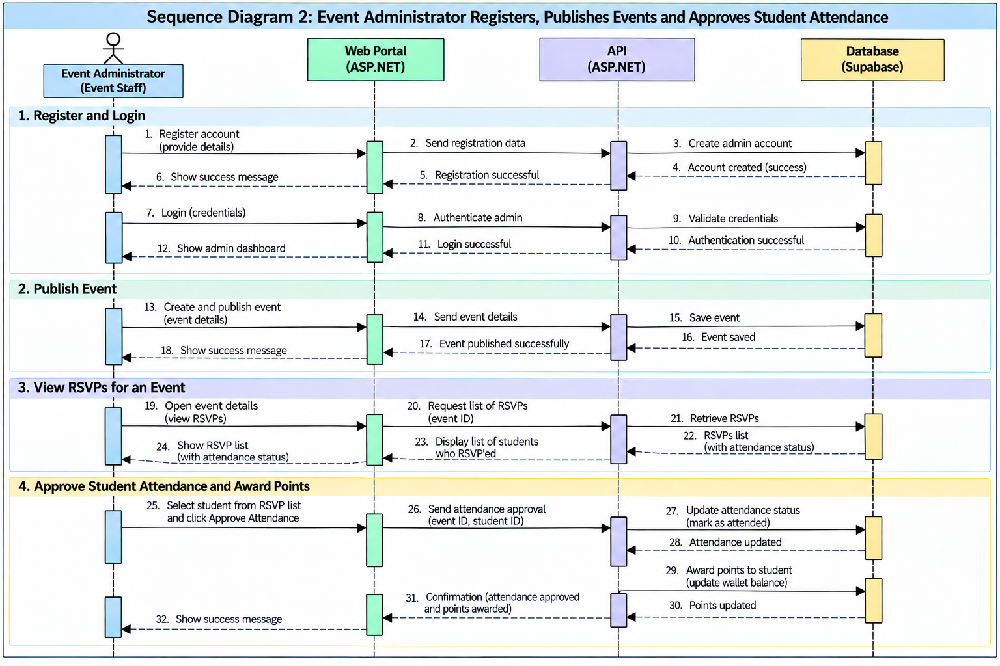 Sequence Diagram 2: Event Administrator Registers, Publishes Events and Approves Student Attendance
Event Administrator
(Event Staff)
Web Portal
(ASP.NET)
API
(ASP.NET)
Database
(Supabase)
1. Register and Login
1. Register account
(provide details)
2. Send registration data
3. Create admin account
4. Account created (success)
5. Registration successful
6. Show success message
7. Login (credentials)
8. Authenticate admin
9. Validate credentials
10. Authentication successful
11. Login successful
12. Show admin dashboard
2. Publish Event
13. Create and publish event
(event details)
14. Send event details
15. Save event
16. Event saved
17. Event published successfully
18. Show success message
3. View RSVPs for an Event
19. Open event details
(view RSVPs)
20. Request list of RSVPs
(event ID)
21. Retrieve RSVPs
22. RSVPs list
(with attendance status)
23. Display list of students
who RSVP'ed
24. Show RSVP list
(with attendance status)
4. Approve Student Attendance and Award Points
25. Select student from RSVP list
and click Approve Attendance
26. Send attendance approval
(event ID, student ID)
27. Update attendance status
(mark as attended)
28. Attendance updated
29. Award points to student
(update wallet balance)
30. Points updated
31. Confirmation (attendance approved
and points awarded)
32. Show success message